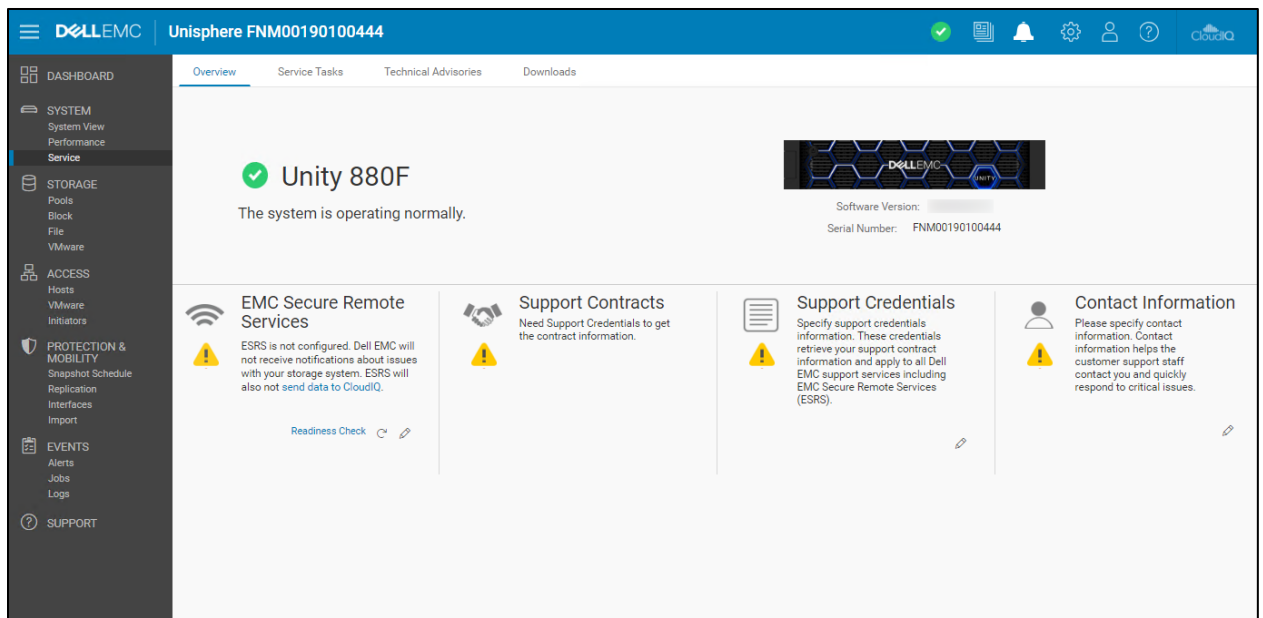 DELLEMC
Unisphere FNM00190100444
CloudIQ
DASHBOARD
SYSTEM
System View
Performance
Service
STORAGE
Pools
Block
File
VMware
ACCESS
Hosts
VMware
Initiators
PROTECTION &
MOBILITY
Snapshot Schedule
Replication
Interfaces
Import
EVENTS
Alerts
Jobs
Logs
SUPPORT
Overview
Service Tasks
Technical Advisories
Downloads
Unity 880F
The system is operating normally.
DELLEMC
UNITY
Software Version:
Serial Number: FNM00190100444
EMC Secure Remote
Services
ESRS is not configured. Dell EMC will
not receive notifications about issues
with your storage system. ESRS will
also not send data to CloudIQ.
Readiness Check
Support Contracts
Need Support Credentials to get
the contract information.
Support Credentials
Specify support credentials
information. These credentials
retrieve your support contract
information and apply to all Dell
EMC support services including
EMC Secure Remote Services
(ESRS).
Contact Information
Please specify contact
information. Contact
information helps the
customer support staff
contact you and quickly
respond to critical issues.